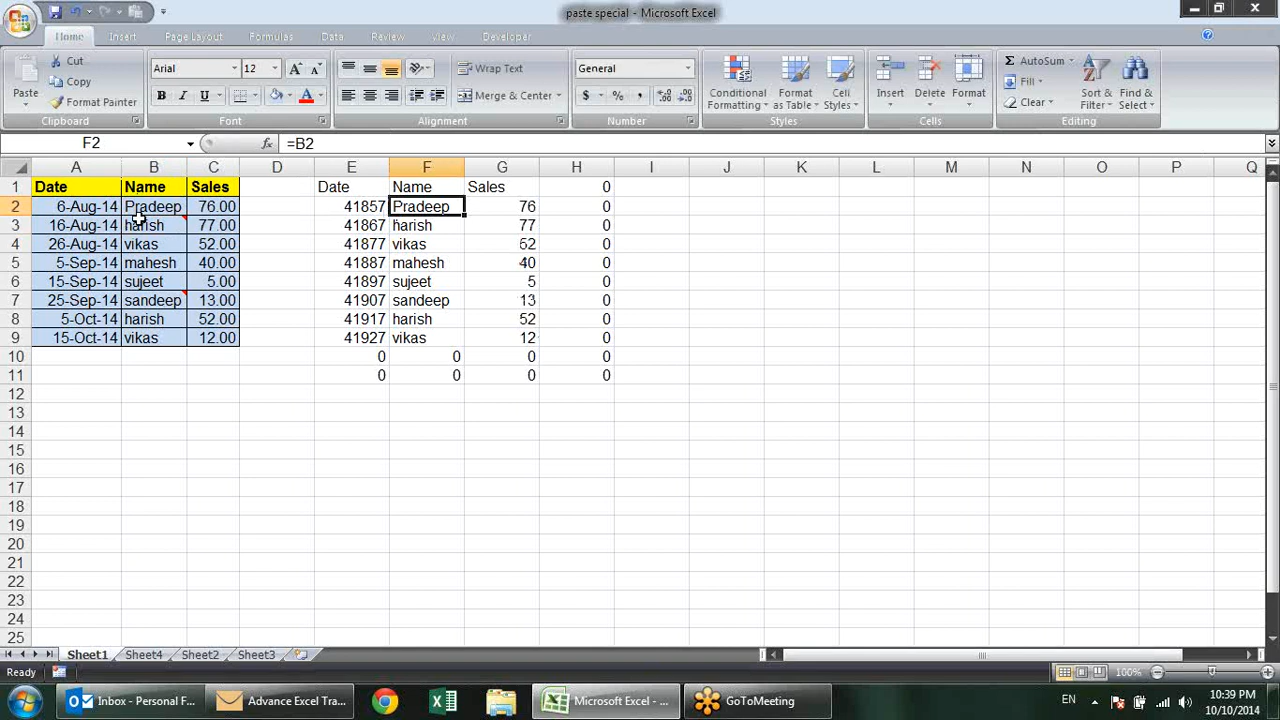 paste special - Microsoft Excel
Home Insert Page Layout Formulas Data Review View Developer
Cut
Copy
Format Painter
Paste
Clipboard
Arial 12
B I U
Font
Wrap Text
Merge & Center
Alignment
General
$ % ,
Number
Conditional Formatting
Format as Table
Cell Styles
Styles
Insert Delete Format
Cells
AutoSum
Fill
Clear
Sort & Filter
Find & Select
Editing
F2 fx =B2
A B C D E F G H I J K L M N O P Q
1 Date Name Sales Date Name Sales 0
2 6-Aug-14 Pradeep 76.00 41857 Pradeep 76 0
3 16-Aug-14 harish 77.00 41867 harish 77 0
4 26-Aug-14 vikas 52.00 41877 vikas 52 0
5 5-Sep-14 mahesh 40.00 41887 mahesh 40 0
6 15-Sep-14 sujeet 5.00 41897 sujeet 5 0
7 25-Sep-14 sandeep 13.00 41907 sandeep 13 0
8 5-Oct-14 harish 52.00 41917 harish 52 0
9 15-Oct-14 vikas 12.00 41927 vikas 12 0
10 0 0 0 0
11 0 0 0 0
12
13
14
15
16
17
18
19
20
21
22
23
24
25
Sheet1 Sheet4 Sheet2 Sheet3
Ready 100%
Inbox - Personal F... Advance Excel Tra... Microsoft Excel - ... GoToMeeting EN 10:39 PM
10/10/2014